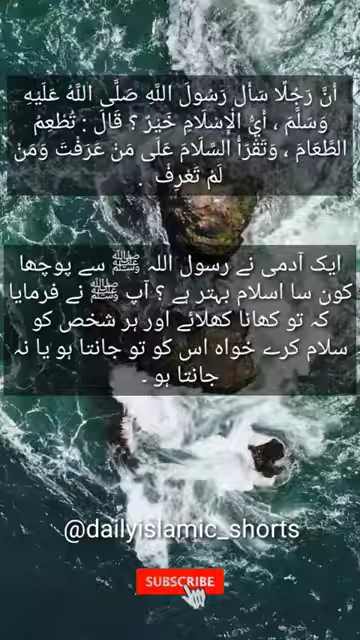 أَنَّ رَجُلًا سَأَلَ رَسُولَ اللَّهِ صَلَّى اللَّهُ عَلَيْهِ
وَسَلَّمَ ، أَيُّ الْإِسْلَامِ خَيْرٌ ؟ قَالَ : تُطْعِمُ
الطَّعَامَ ، وَتَقْرَأُ السَّلَامَ عَلَى مَنْ عَرَفْتَ وَمَنْ
لَمْ تَعْرِفْ .
ایک آدمی نے رسول اللہ ﷺ سے پوچھا
کون سا اسلام بہتر ہے ؟ آپ ﷺ نے فرمایا
کہ تو کھانا کھلائے اور ہر شخص کو
سلام کرے خواہ اس کو تو جانتا ہو یا نہ
جانتا ہو ۔
@dailyislamic_shorts
SUBSCRIBE